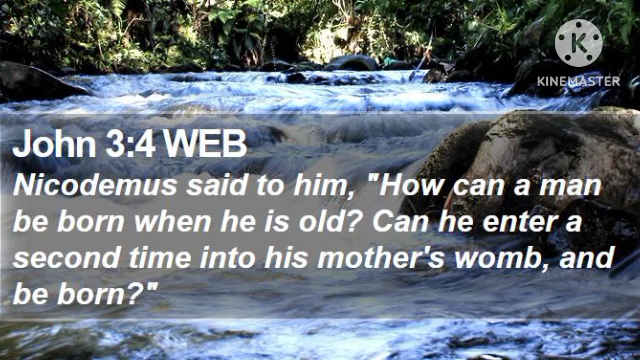 KINEMASTER
John 3:4 WEB
Nicodemus said to him, "How can a man
be born when he is old? Can he enter a
second time into his mother's womb, and
be born?"